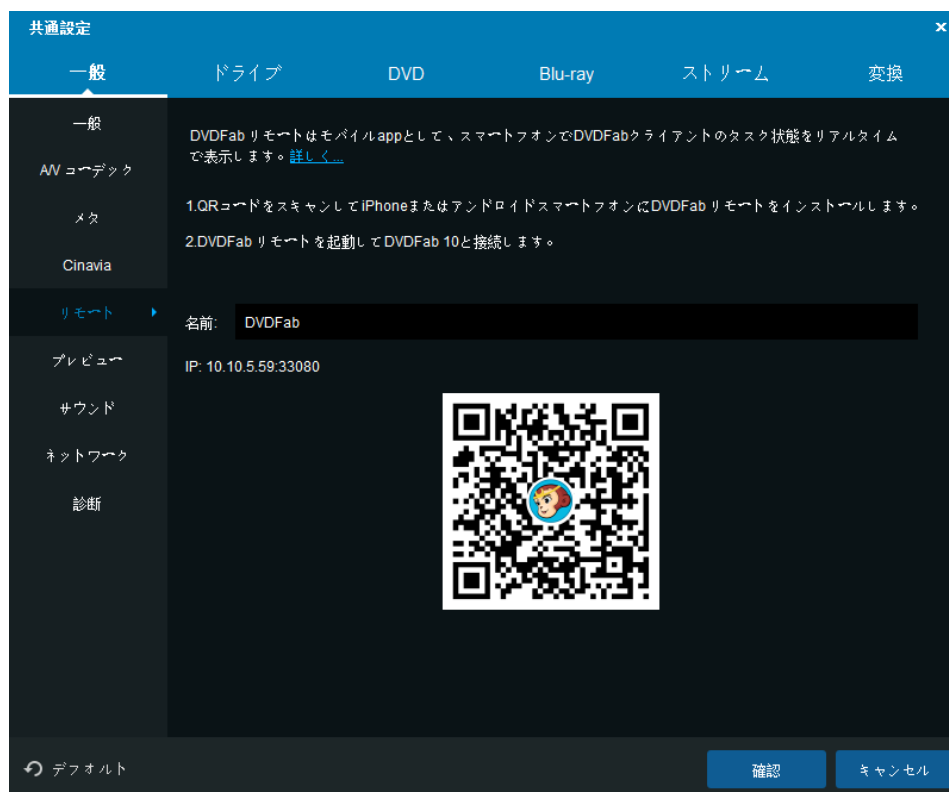 共通設定
一般 ドライブ DVD Blu-ray ストリーム 変換
一般
A/V コーデック
メタ
Cinavia
リモート
プレビュー
サウンド
ネットワーク
診断
DVDFab リモートはモバイルappとして、スマートフォンでDVDFabクライアントのタスク状態をリアルタイム
で表示します。詳しく...
1.QRコードをスキャンしてiPhoneまたはアンドロイドスマートフォンにDVDFab リモートをインストールします。
2.DVDFab リモートを起動してDVDFab 10と接続します。
名前: DVDFab
IP: 10.10.5.59:33080
デフォルト 確認 キャンセル